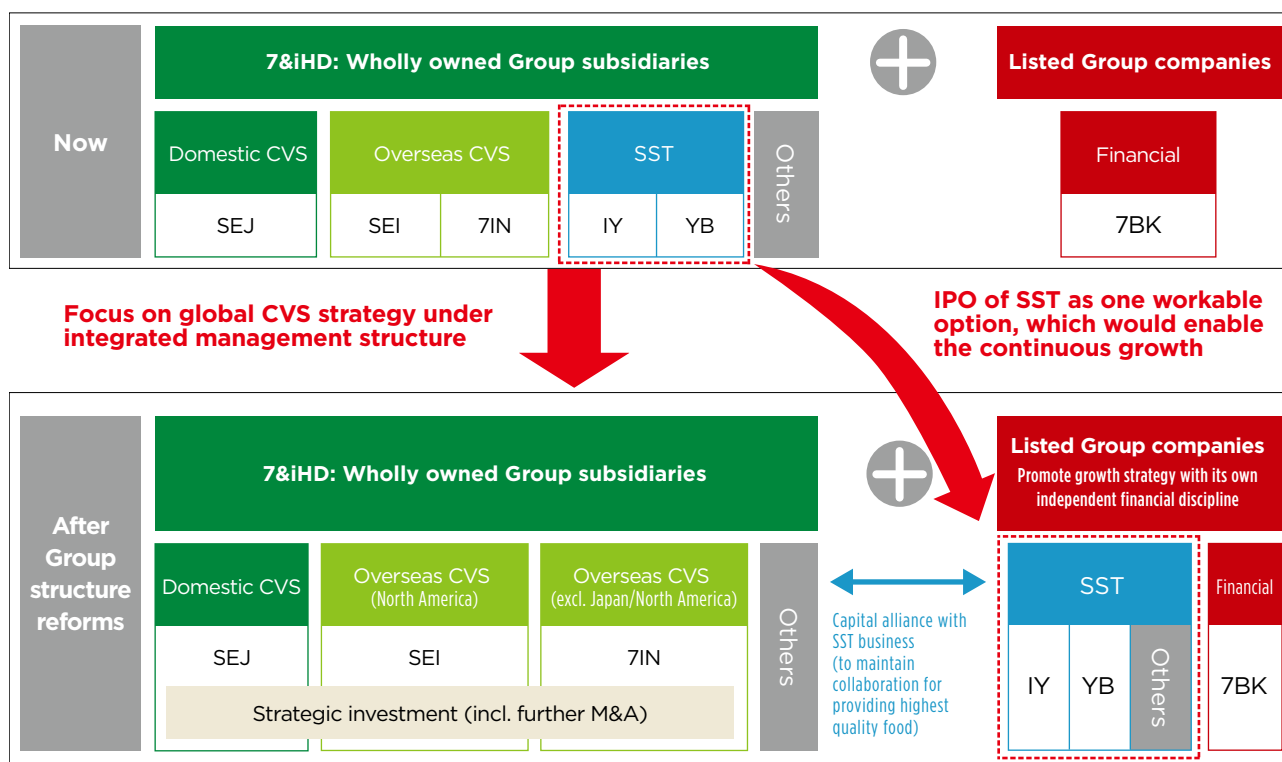 7&iHD: Wholly owned Group subsidiaries
Listed Group companies
Now
Domestic CVS
Overseas CVS
SST
Others
Financial
SEJ
SEI
7IN
IY
YB
7BK
Focus on global CVS strategy under
integrated management structure
IPO of SST as one workable
option, which would enable
the continuous growth
After
Group
structure
reforms
7&iHD: Wholly owned Group subsidiaries
Listed Group companies
Promote growth strategy with its own
independent financial discipline
Domestic CVS
Overseas CVS
(North America)
Overseas CVS
(excl. Japan/North America)
Others
SEJ
SEI
7IN
Strategic investment (incl. further M&A)
Capital alliance with
SST business
(to maintain
collaboration for
providing highest
quality food)
SST
Financial
IY
YB
Others
7BK